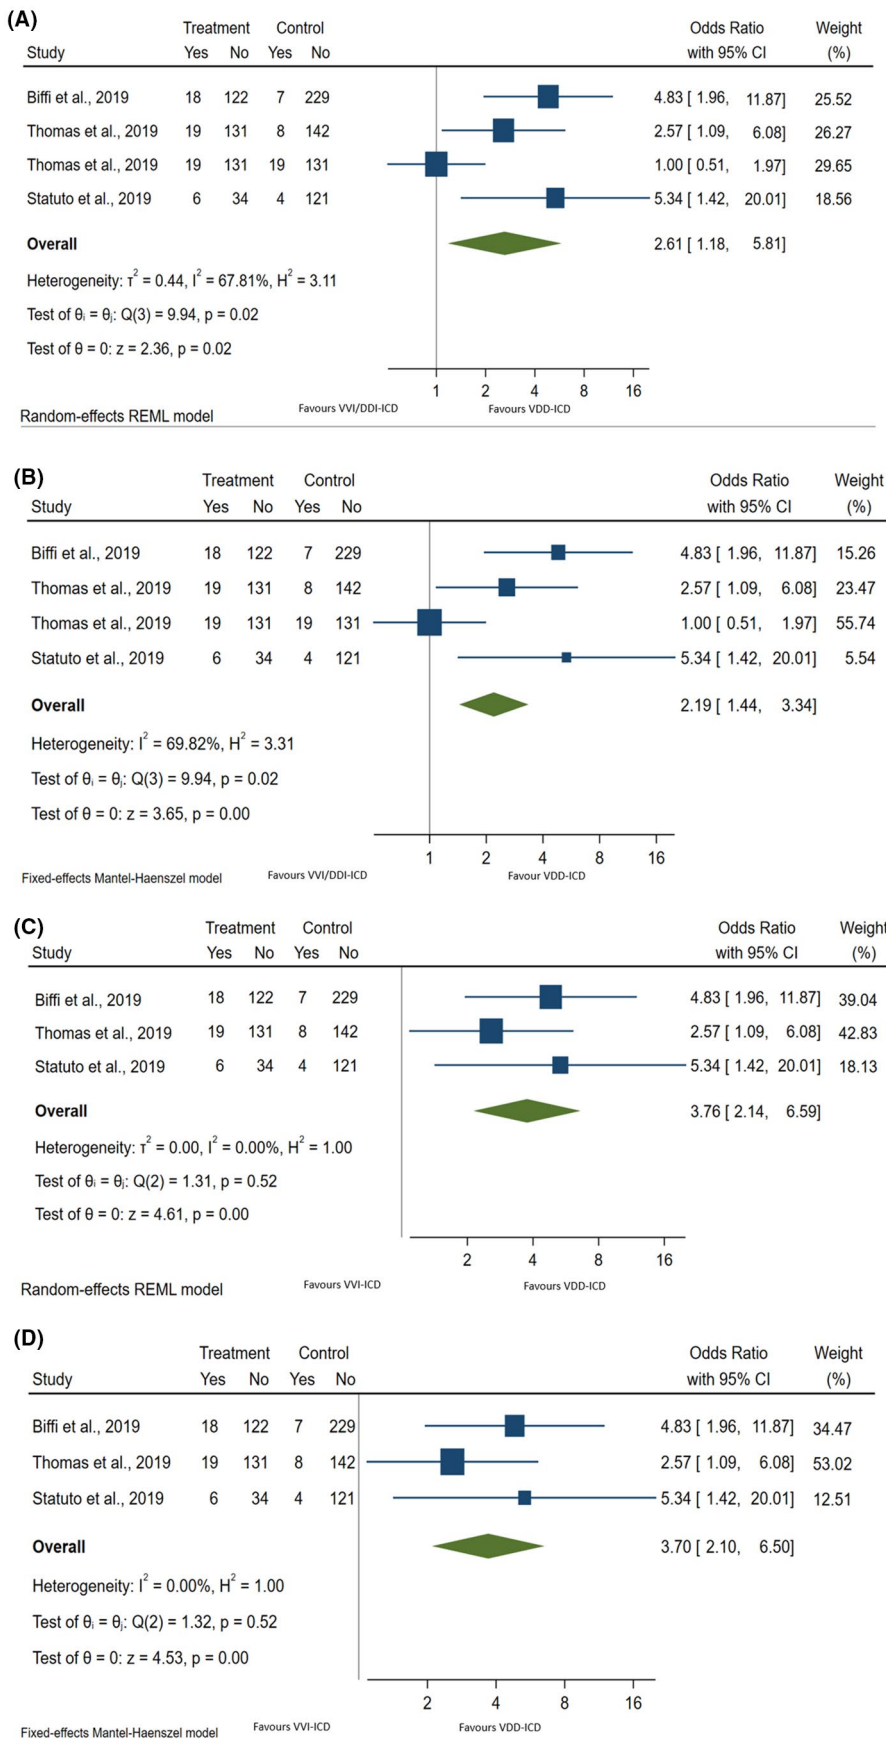 (A)
Treatment Control Odds Ratio Weight
Study Yes No Yes No with 95% CI (%)
Biffi et al., 2019 18 122 7 229 4.83 [ 1.96, 11.87] 25.52
Thomas et al., 2019 19 131 8 142 2.57 [ 1.09, 6.08] 26.27
Thomas et al., 2019 19 131 19 131 1.00 [ 0.51, 1.97] 29.65
Statuto et al., 2019 6 34 4 121 5.34 [ 1.42, 20.01] 18.56
Overall 2.61 [ 1.18, 5.81]
Heterogeneity: τ² = 0.44, I² = 67.81%, H² = 3.11
Test of θᵢ = θⱼ: Q(3) = 9.94, p = 0.02
Test of θ = 0: z = 2.36, p = 0.02
1 2 4 8 16
Favours VVI/DDI-ICD Favours VDD-ICD
Random-effects REML model
(B)
Treatment Control Odds Ratio Weight
Study Yes No Yes No with 95% CI (%)
Biffi et al., 2019 18 122 7 229 4.83 [ 1.96, 11.87] 15.26
Thomas et al., 2019 19 131 8 142 2.57 [ 1.09, 6.08] 23.47
Thomas et al., 2019 19 131 19 131 1.00 [ 0.51, 1.97] 55.74
Statuto et al., 2019 6 34 4 121 5.34 [ 1.42, 20.01] 5.54
Overall 2.19 [ 1.44, 3.34]
Heterogeneity: I² = 69.82%, H² = 3.31
Test of θᵢ = θⱼ: Q(3) = 9.94, p = 0.02
Test of θ = 0: z = 3.65, p = 0.00
1 2 4 8 16
Fixed-effects Mantel-Haenszel model Favours VVI/DDI-ICD Favour VDD-ICD
(C)
Treatment Control Odds Ratio Weight
Study Yes No Yes No with 95% CI (%)
Biffi et al., 2019 18 122 7 229 4.83 [ 1.96, 11.87] 39.04
Thomas et al., 2019 19 131 8 142 2.57 [ 1.09, 6.08] 42.83
Statuto et al., 2019 6 34 4 121 5.34 [ 1.42, 20.01] 18.13
Overall 3.76 [ 2.14, 6.59]
Heterogeneity: τ² = 0.00, I² = 0.00%, H² = 1.00
Test of θᵢ = θⱼ: Q(2) = 1.31, p = 0.52
Test of θ = 0: z = 4.61, p = 0.00
2 4 8 16
Random-effects REML model Favours VVI-ICD Favours VDD-ICD
(D)
Treatment Control Odds Ratio Weight
Study Yes No Yes No with 95% CI (%)
Biffi et al., 2019 18 122 7 229 4.83 [ 1.96, 11.87] 34.47
Thomas et al., 2019 19 131 8 142 2.57 [ 1.09, 6.08] 53.02
Statuto et al., 2019 6 34 4 121 5.34 [ 1.42, 20.01] 12.51
Overall 3.70 [ 2.10, 6.50]
Heterogeneity: I² = 0.00%, H² = 1.00
Test of θᵢ = θⱼ: Q(2) = 1.32, p = 0.52
Test of θ = 0: z = 4.53, p = 0.00
2 4 8 16
Fixed-effects Mantel-Haenszel model Favours VVI-ICD Favours VDD-ICD